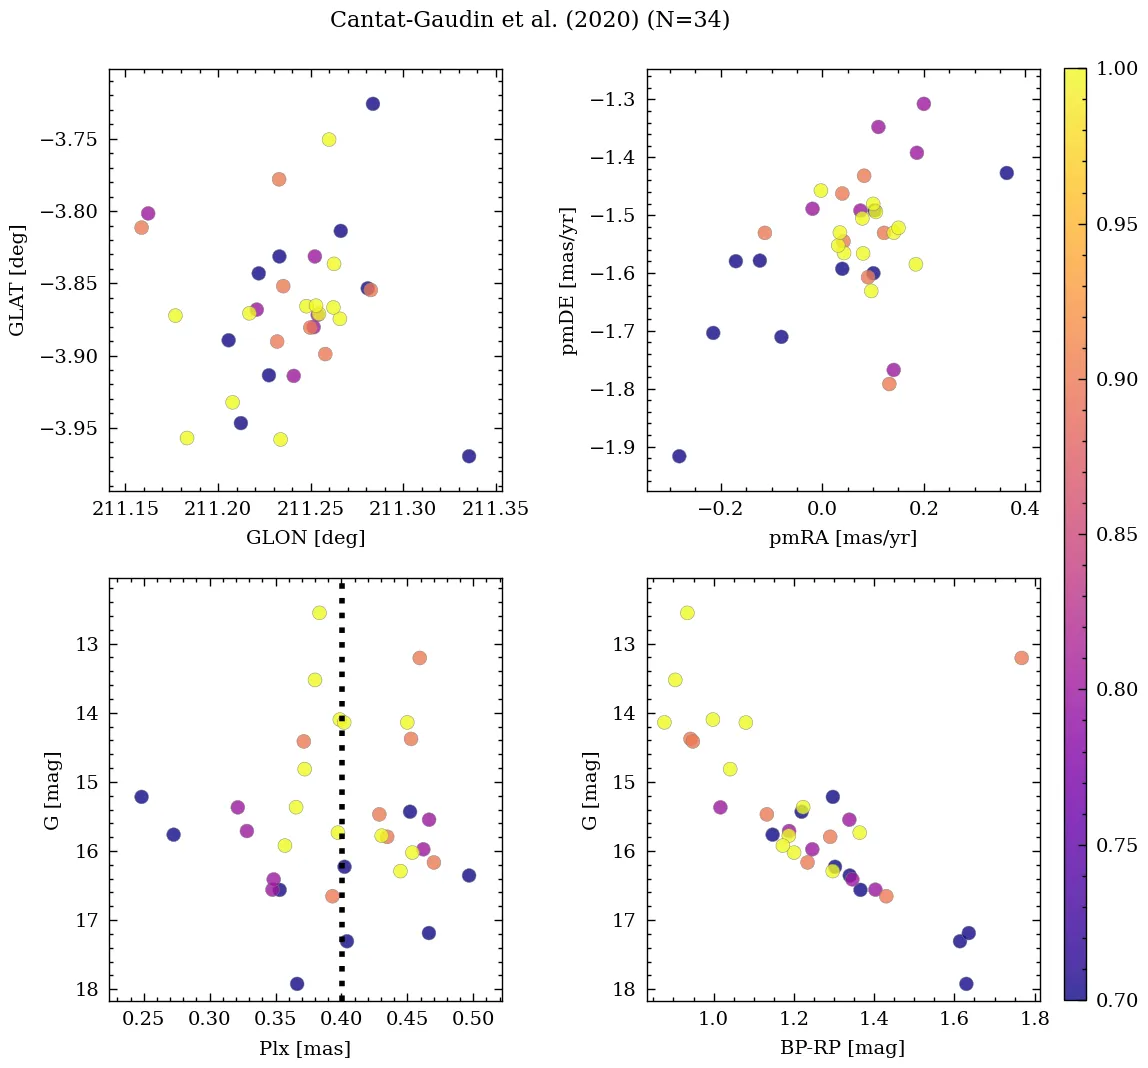 Cantat-Gaudin et al. (2020) (N=34)
−3.75
−3.80
−3.85
−3.90
−3.95
GLAT [deg]
211.15 211.20 211.25 211.30 211.35
GLON [deg]
−1.3
−1.4
−1.5
−1.6
−1.7
−1.8
−1.9
pmDE [mas/yr]
−0.2 0.0 0.2 0.4
pmRA [mas/yr]
13
14
15
16
17
18
G [mag]
0.25 0.30 0.35 0.40 0.45 0.50
Plx [mas]
13
14
15
16
17
18
G [mag]
1.0 1.2 1.4 1.6 1.8
BP-RP [mag]
1.00
0.95
0.90
0.85
0.80
0.75
0.70